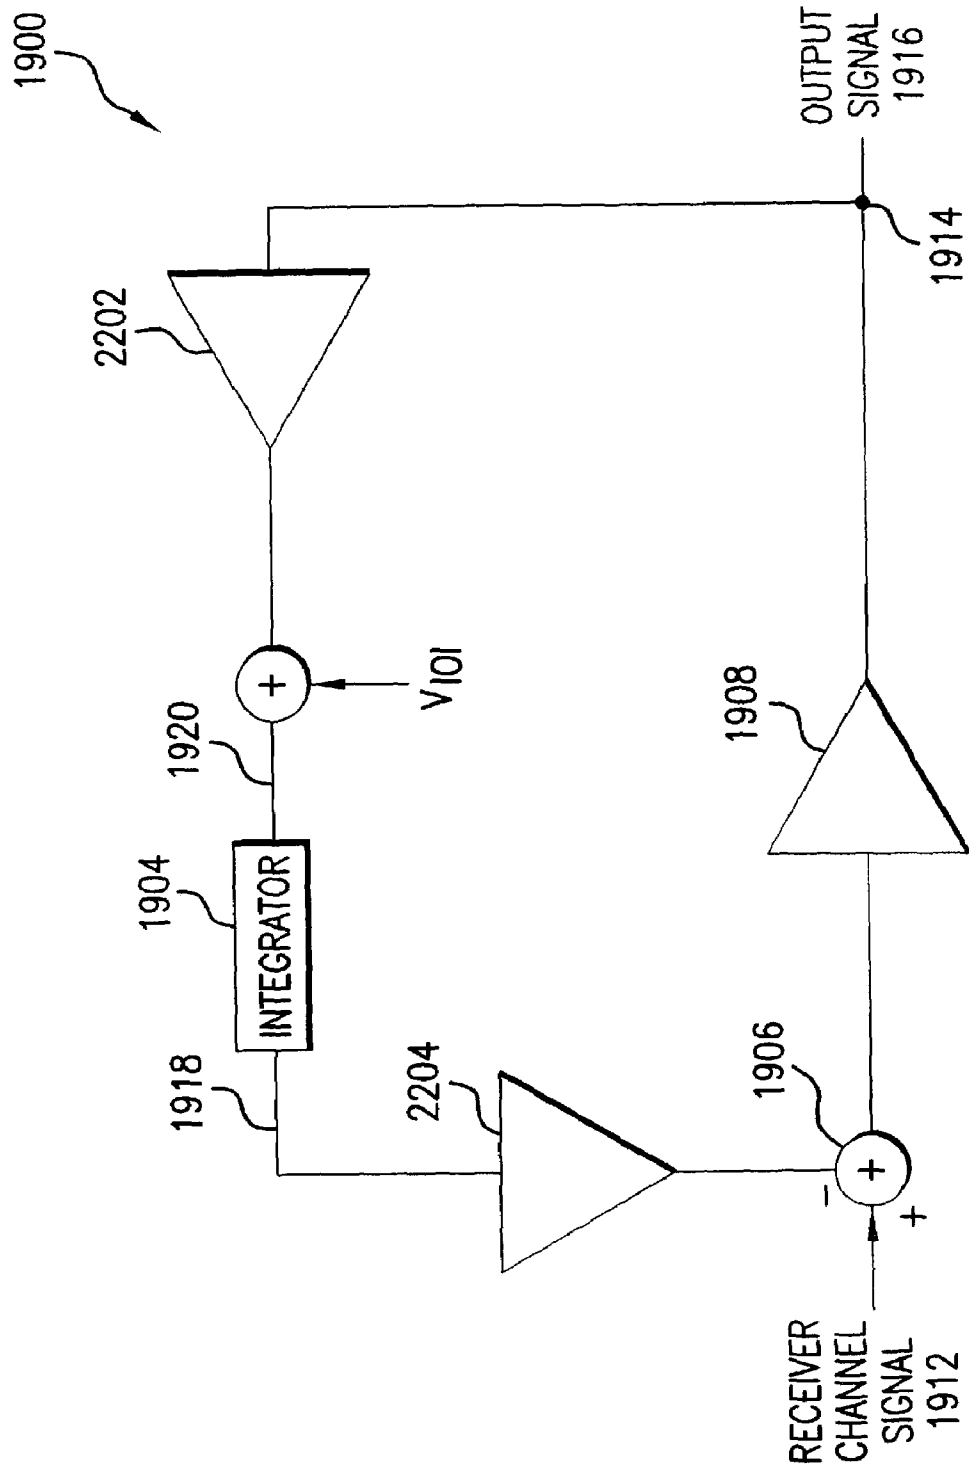 1900
2202
1920
V101
1904
INTEGRATOR
1918
2204
1908
1906
-
+
+
+
RECEIVER
CHANNEL
SIGNAL
1912
OUTPUT
SIGNAL
1916
1914